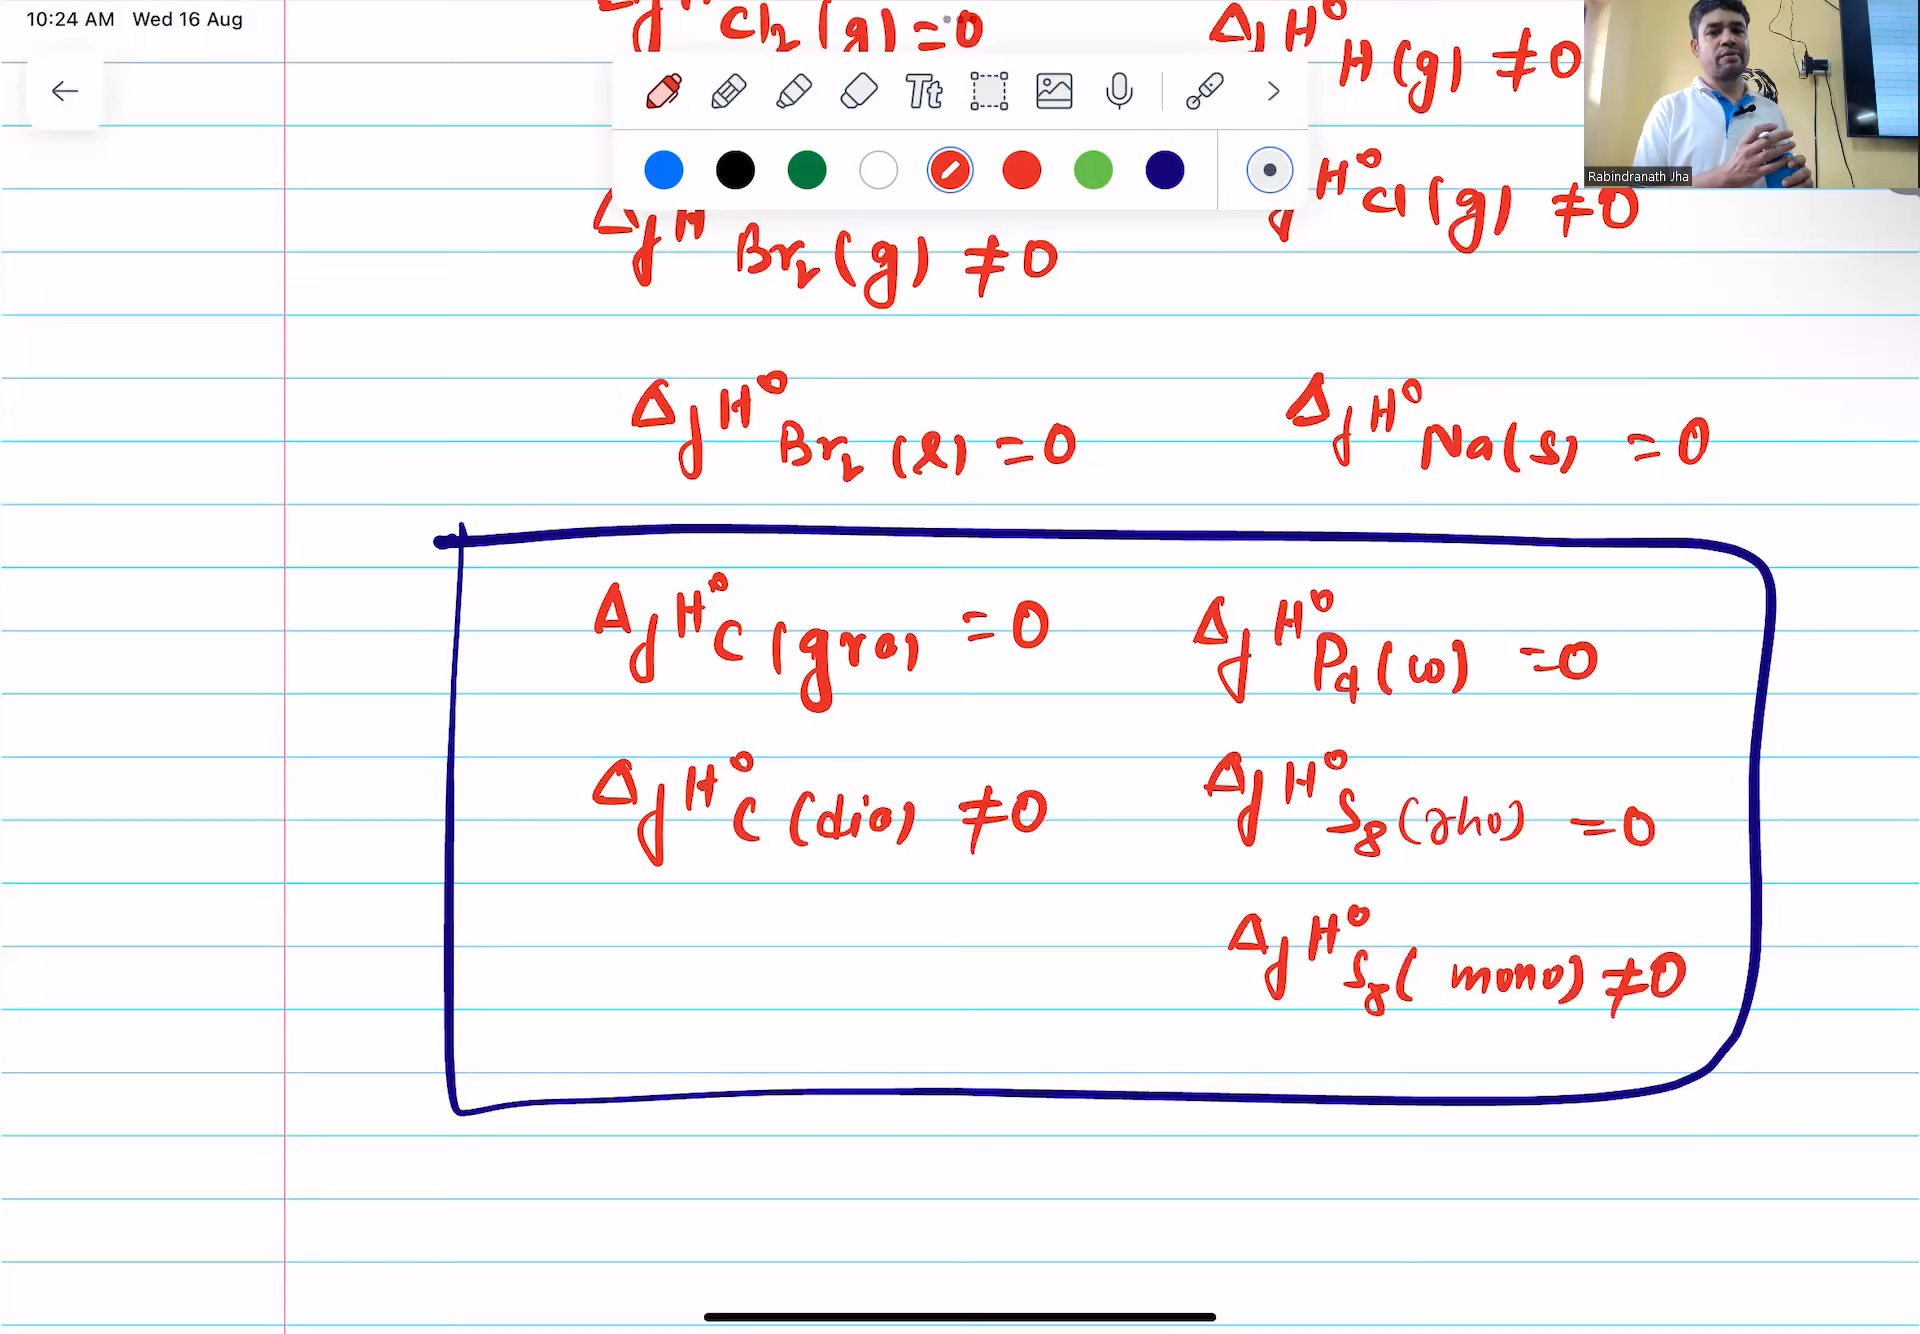 10:24 AM Wed 16 Aug
Cl₂ (g) = 0
ΔfH° H (g) ≠ 0
Tt
Rabindranath Jha
H° Cl (g) ≠ 0
ΔfH Br₂ (g) ≠ 0
ΔfH° Br₂ (l) = 0
ΔfH° Na (s) = 0
ΔfH° C (gra) = 0
ΔfH° P₄ (w) = 0
ΔfH° C (dia) ≠ 0
ΔfH° S₈ (rho) = 0
ΔfH° S₈ (mono) ≠ 0